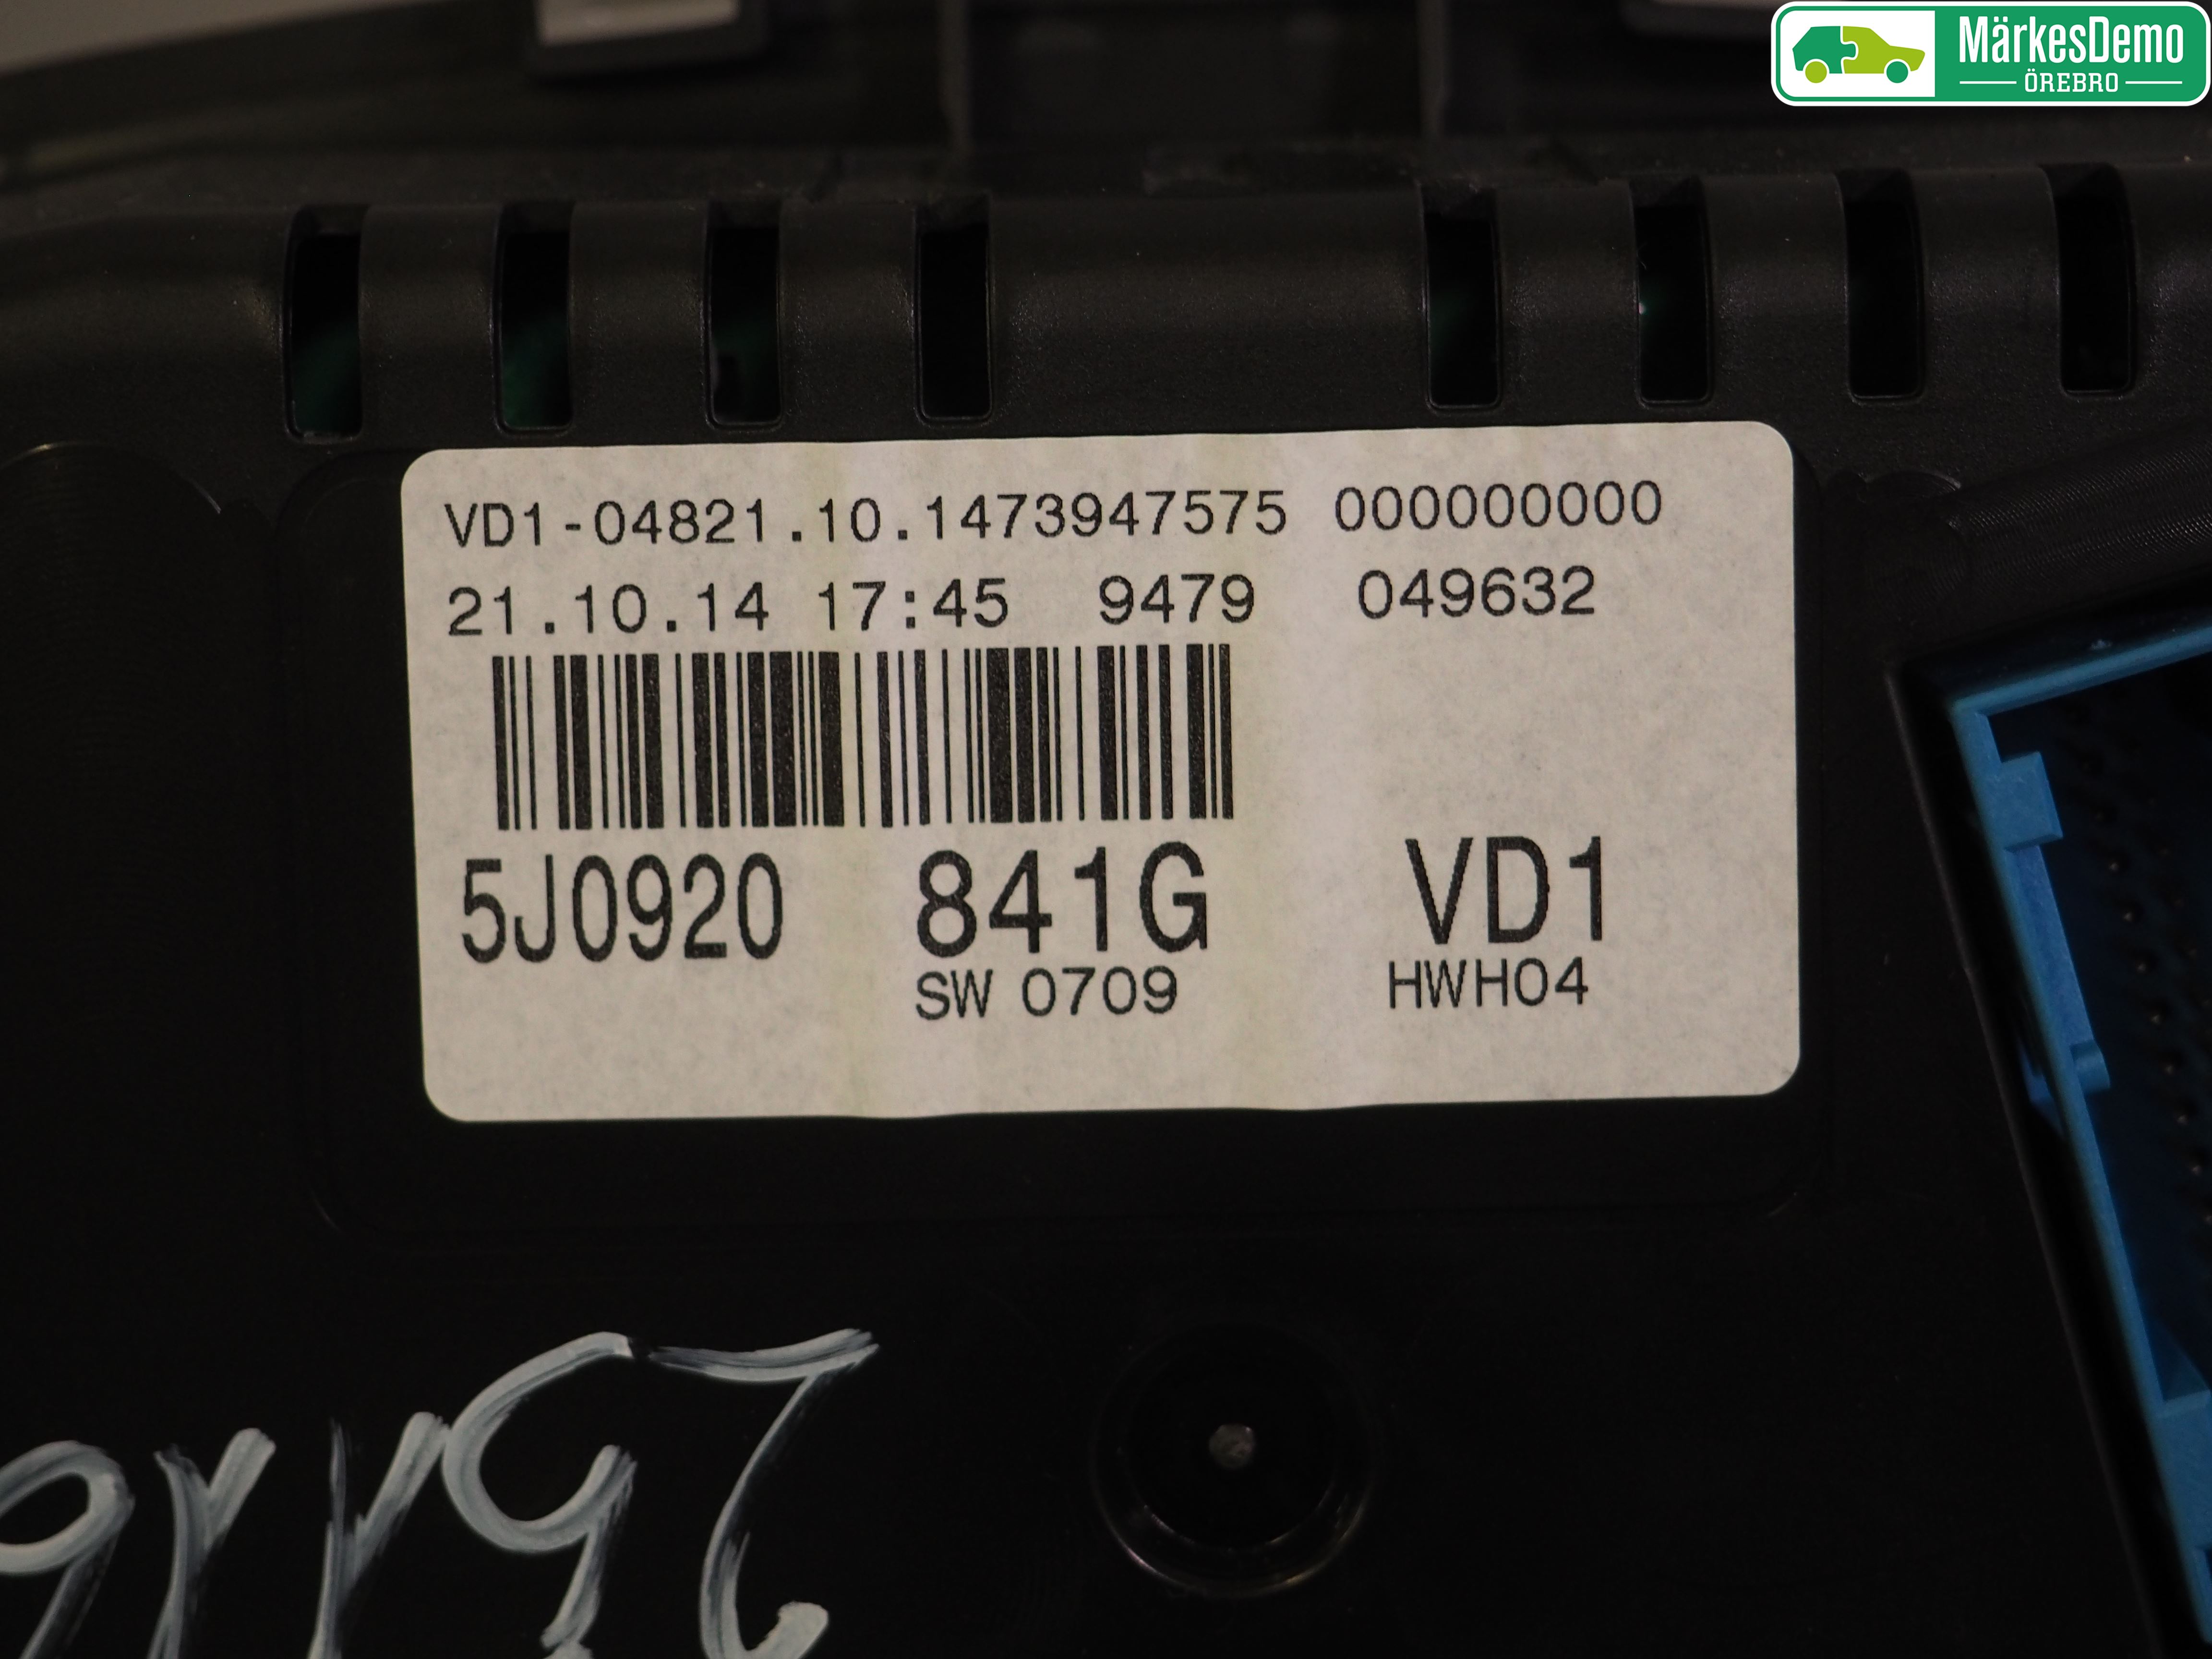 MärkesDemo
ÖREBRO
VD1-04821.10.1473947575 000000000
21.10.14 17:45 9479 049632
5J0920 841G VD1
SW 0709 HWH04